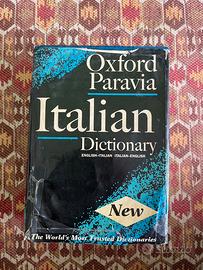 Oxford
Paravia
Italian
Dictionary
ENGLISH-ITALIAN ITALIAN-ENGLISH
New
The World's Most Trusted Dictionaries